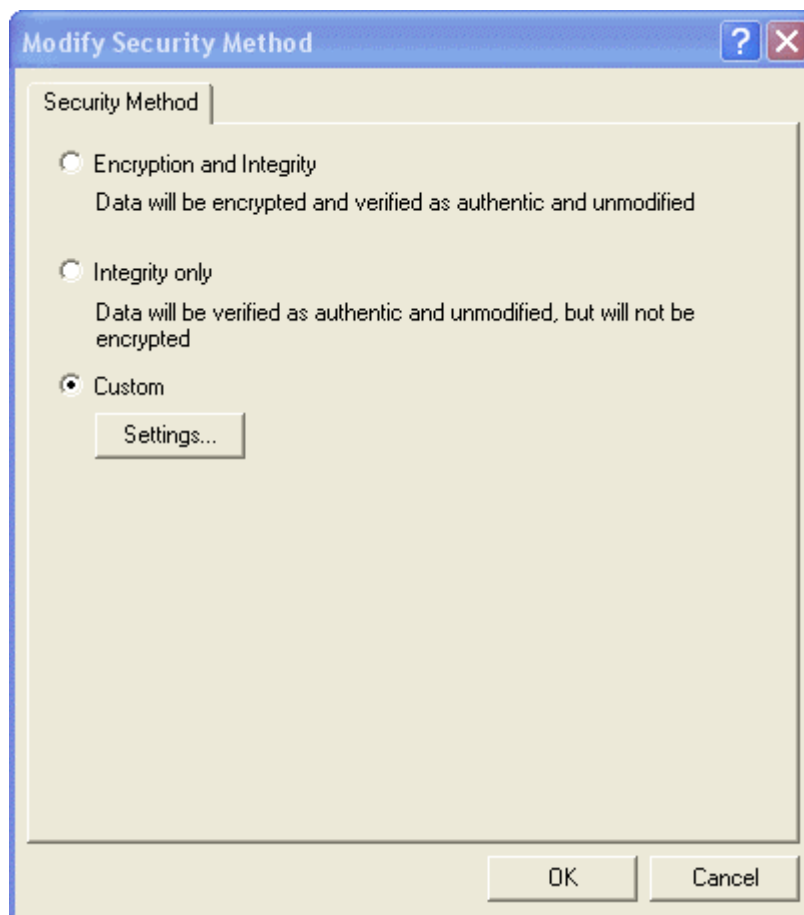 Modify Security Method
?
Security Method
Encryption and Integrity
Data will be encrypted and verified as authentic and unmodified
Integrity only
Data will be verified as authentic and unmodified, but will not be
encrypted
Custom
Settings...
OK
Cancel